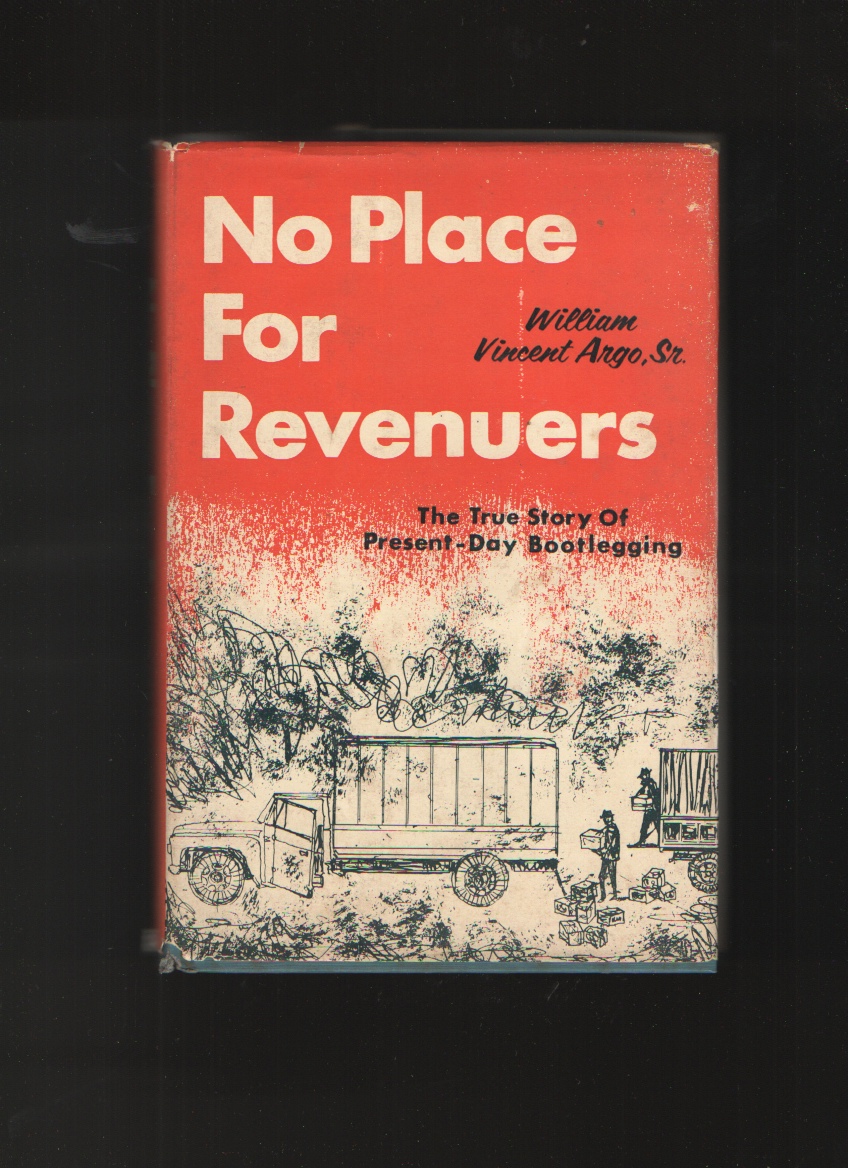 No Place
For
William
Vincent Argo, Sr.
Revenuers
The True Story Of
Present-Day Bootlegging